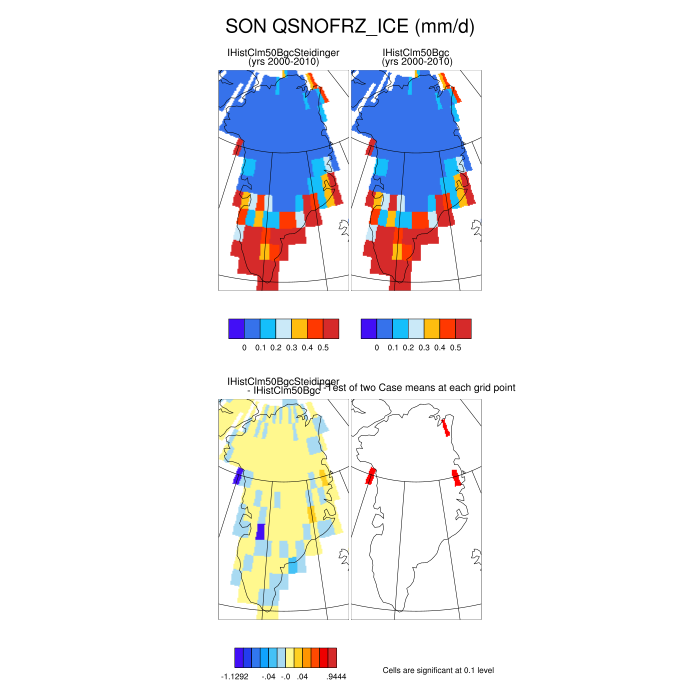 SON QSNOFRZ_ICE (mm/d)
IHistClm50BgcSteidinger
(yrs 2000-2010)
IHistClm50Bgc
(yrs 2000-2010)
0 0.1 0.2 0.3 0.4 0.5
0 0.1 0.2 0.3 0.4 0.5
IHistClm50BgcSteidinger
- IHistClm50Bgc
T-Test of two Case means at each grid point
-1.1292 -.04 -.0 .04 .9444
Cells are significant at 0.1 level